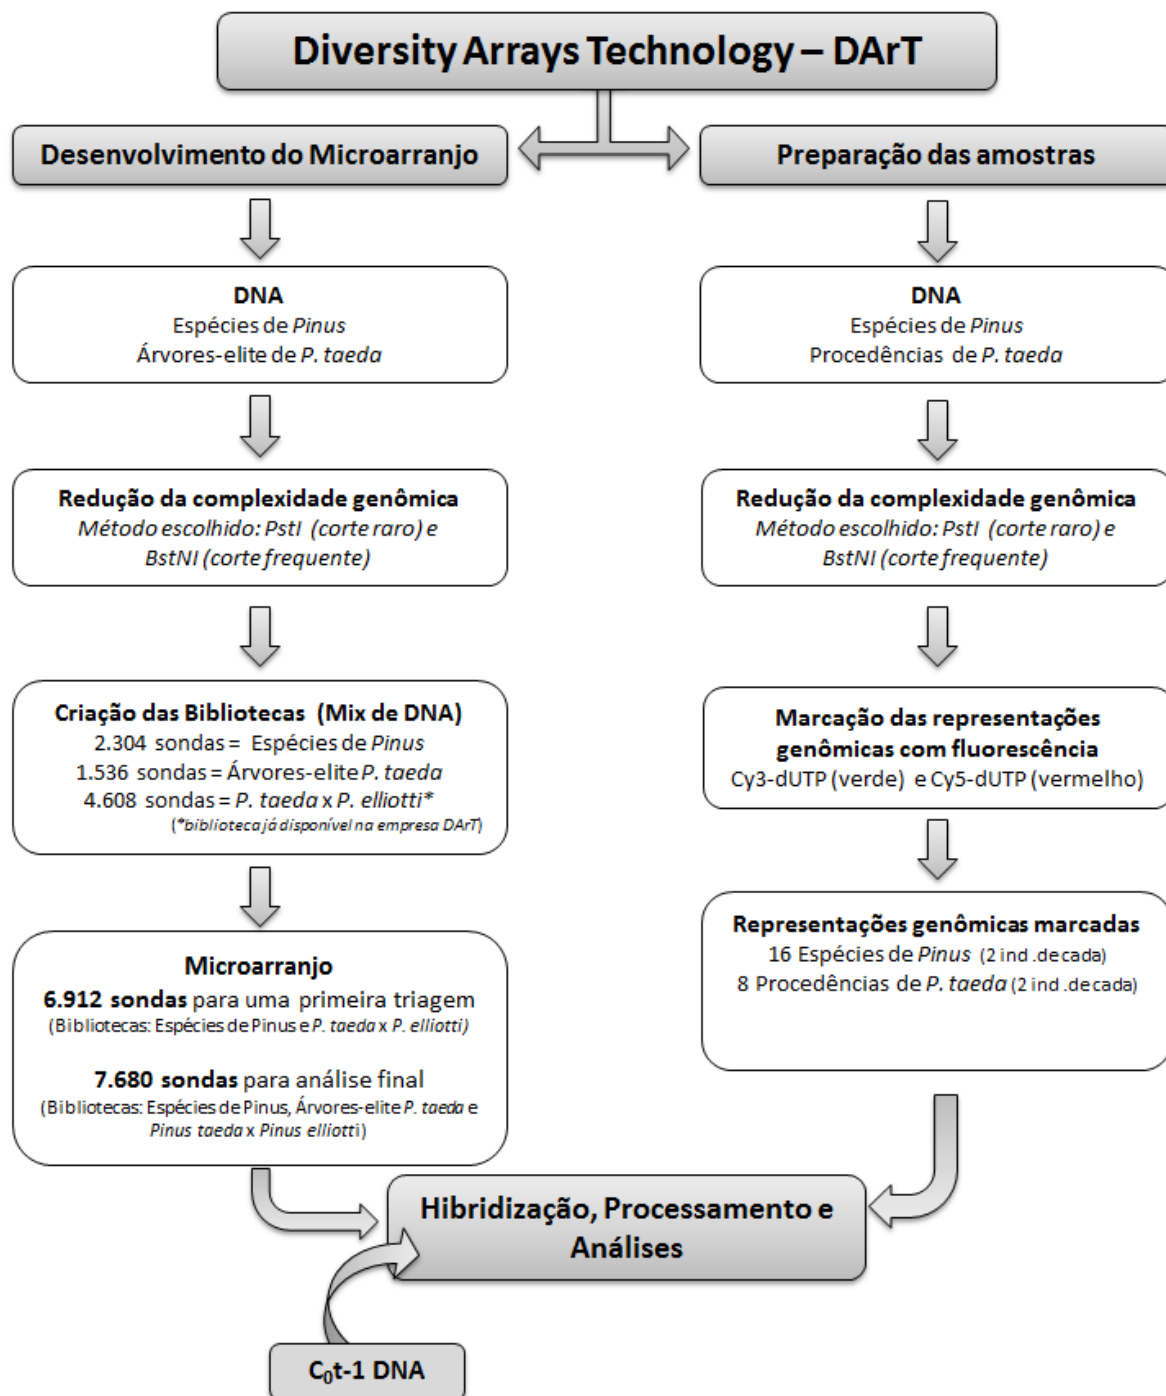 Diversity Arrays Technology – DArT
Desenvolvimento do Microarranjo
DNA
Espécies de Pinus
Árvores-elite de P. taeda
Redução da complexidade genômica
Método escolhido: PstI (corte raro) e
BstNI (corte frequente)
Criação das Bibliotecas (Mix de DNA)
2.304 sondas = Espécies de Pinus
1.536 sondas = Árvores-elite P. taeda
4.608 sondas = P. taeda x P. elliotti*
(*biblioteca já disponível na empresa DArT)
Microarranjo
6.912 sondas para uma primeira triagem
(Bibliotecas: Espécies de Pinus e P. taeda x P. elliotti)
7.680 sondas para análise final
(Bibliotecas: Espécies de Pinus, Árvores-elite P. taeda e
Pinus taeda x Pinus elliotti)
Preparação das amostras
DNA
Espécies de Pinus
Procedências de P. taeda
Redução da complexidade genômica
Método escolhido: PstI (corte raro) e
BstNI (corte frequente)
Marcação das representações
genômicas com fluorescência
Cy3-dUTP (verde) e Cy5-dUTP (vermelho)
Representações genômicas marcadas
16 Espécies de Pinus (2 ind .de cada)
8 Procedências de P. taeda (2 ind .de cada)
Hibridização, Processamento e
Análises
C₀t-1 DNA